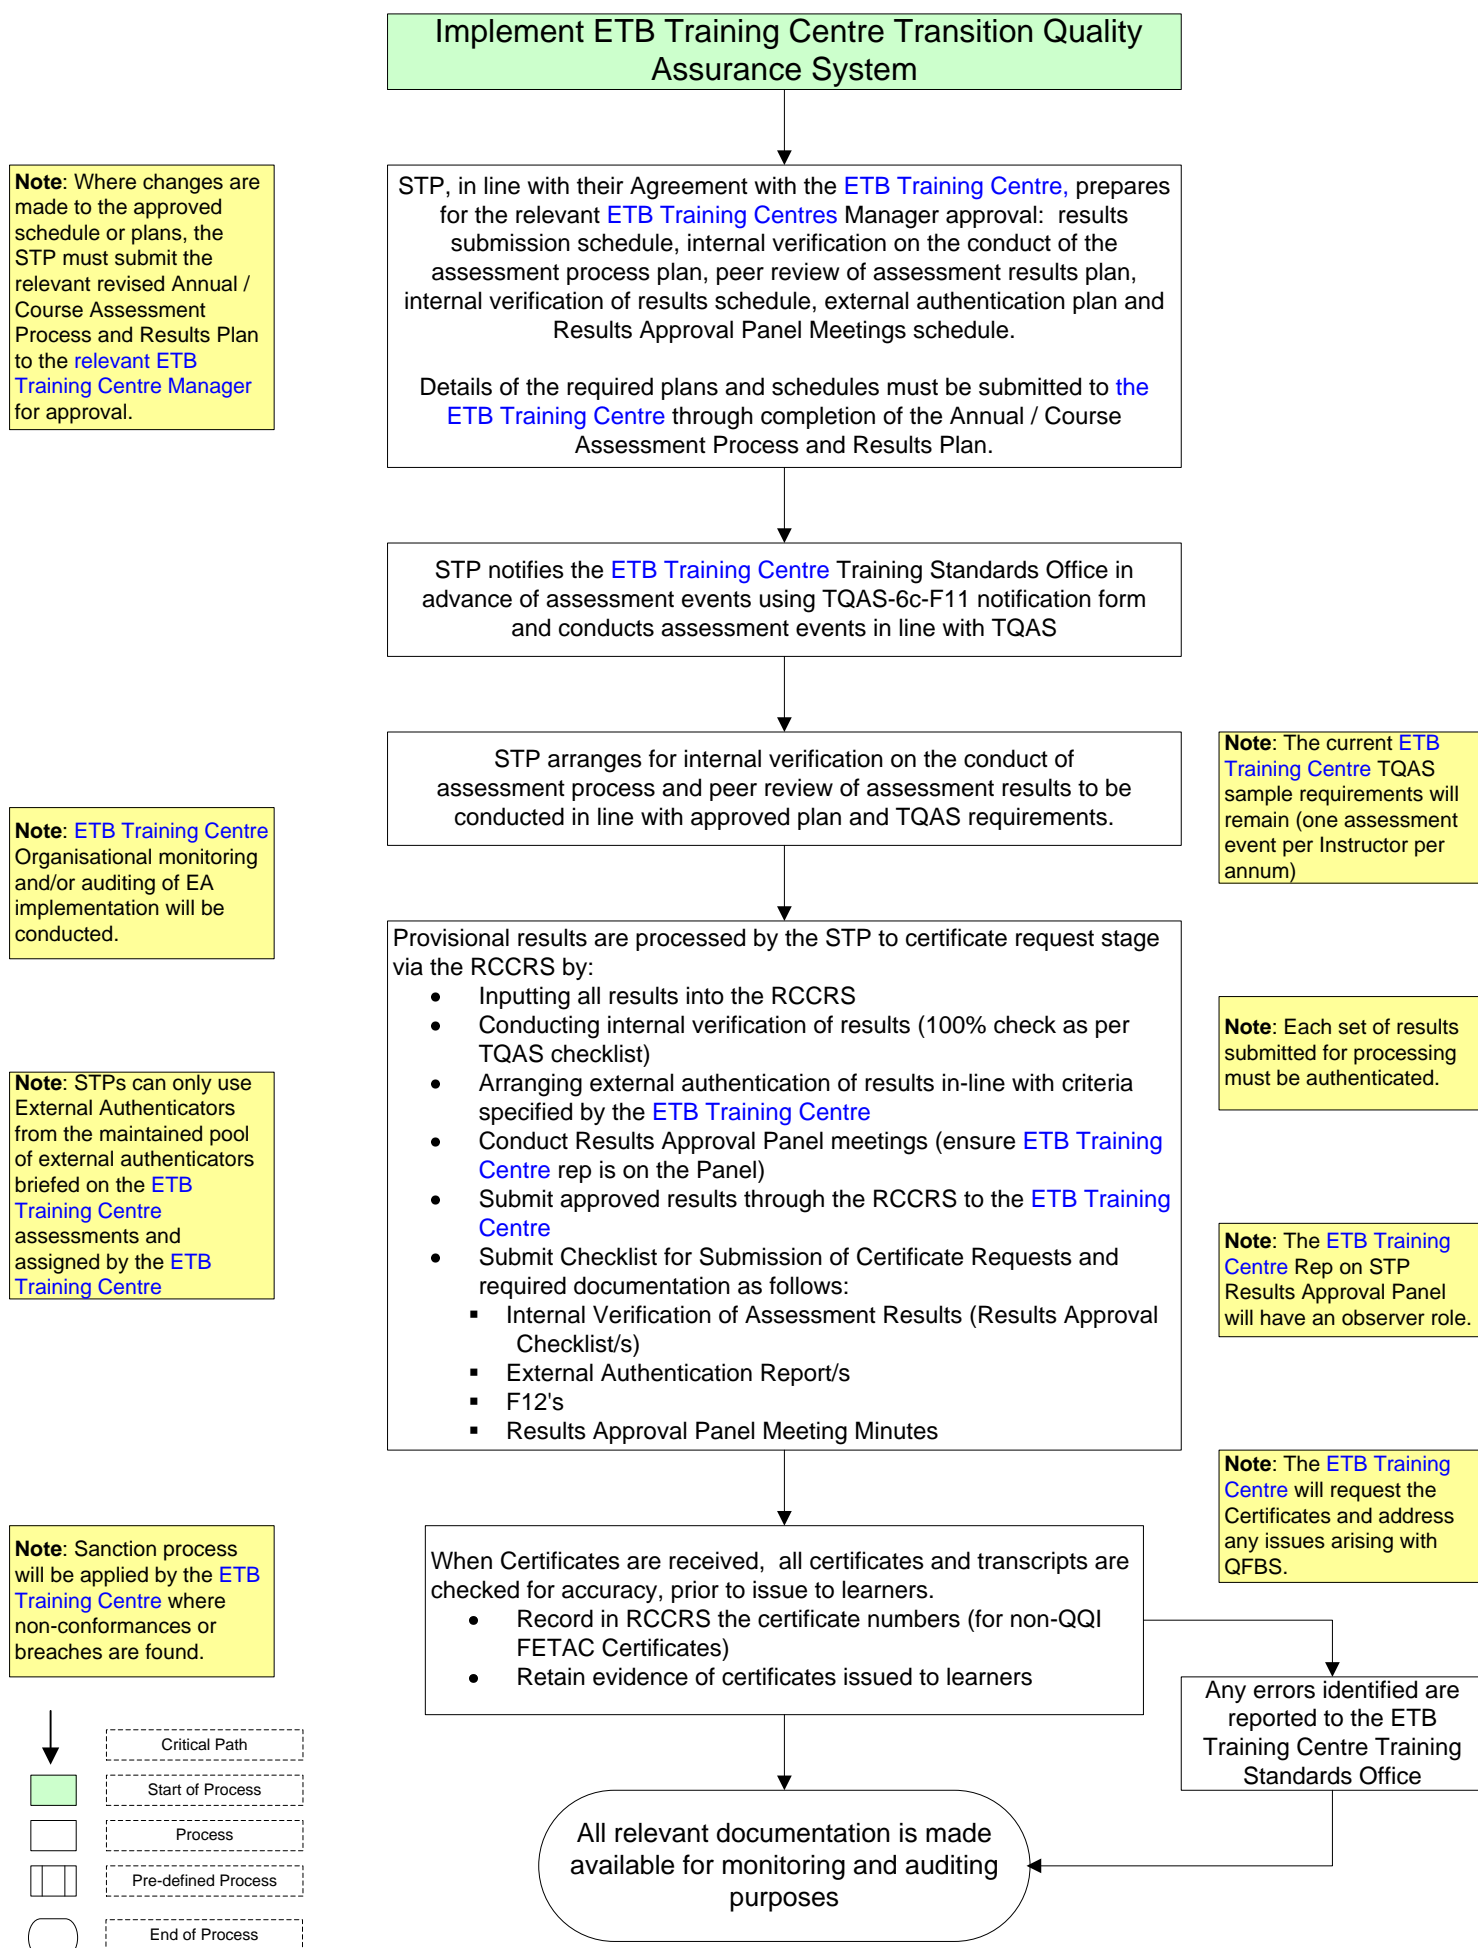 Implement ETB Training Centre Transition Quality
Assurance System
Note: Where changes are
made to the approved
schedule or plans, the
STP must submit the
relevant revised Annual /
Course Assessment
Process and Results Plan
to the relevant ETB
Training Centre Manager
for approval.
STP, in line with their Agreement with the ETB Training Centre, prepares
for the relevant ETB Training Centres Manager approval: results
submission schedule, internal verification on the conduct of the
assessment process plan, peer review of assessment results plan,
internal verification of results schedule, external authentication plan and
Results Approval Panel Meetings schedule.
Details of the required plans and schedules must be submitted to the
ETB Training Centre through completion of the Annual / Course
Assessment Process and Results Plan.
STP notifies the ETB Training Centre Training Standards Office in
advance of assessment events using TQAS-6c-F11 notification form
and conducts assessment events in line with TQAS
STP arranges for internal verification on the conduct of
assessment process and peer review of assessment results to be
conducted in line with approved plan and TQAS requirements.
Note: The current ETB
Training Centre TQAS
sample requirements will
remain (one assessment
event per Instructor per
annum)
Note: ETB Training Centre
Organisational monitoring
and/or auditing of EA
implementation will be
conducted.
Provisional results are processed by the STP to certificate request stage
via the RCCRS by:
• Inputting all results into the RCCRS
• Conducting internal verification of results (100% check as per
TQAS checklist)
• Arranging external authentication of results in-line with criteria
specified by the ETB Training Centre
• Conduct Results Approval Panel meetings (ensure ETB Training
Centre rep is on the Panel)
• Submit approved results through the RCCRS to the ETB Training
Centre
• Submit Checklist for Submission of Certificate Requests and
required documentation as follows:
▪ Internal Verification of Assessment Results (Results Approval
Checklist/s)
▪ External Authentication Report/s
▪ F12's
▪ Results Approval Panel Meeting Minutes
Note: Each set of results
submitted for processing
must be authenticated.
Note: STPs can only use
External Authenticators
from the maintained pool
of external authenticators
briefed on the ETB
Training Centre
assessments and
assigned by the ETB
Training Centre
Note: The ETB Training
Centre Rep on STP
Results Approval Panel
will have an observer role.
Note: The ETB Training
Centre will request the
Certificates and address
any issues arising with
QFBS.
Note: Sanction process
will be applied by the ETB
Training Centre where
non-conformances or
breaches are found.
When Certificates are received, all certificates and transcripts are
checked for accuracy, prior to issue to learners.
• Record in RCCRS the certificate numbers (for non-QQI
FETAC Certificates)
• Retain evidence of certificates issued to learners
Any errors identified are
reported to the ETB
Training Centre Training
Standards Office
All relevant documentation is made
available for monitoring and auditing
purposes
Critical Path
Start of Process
Process
Pre-defined Process
End of Process